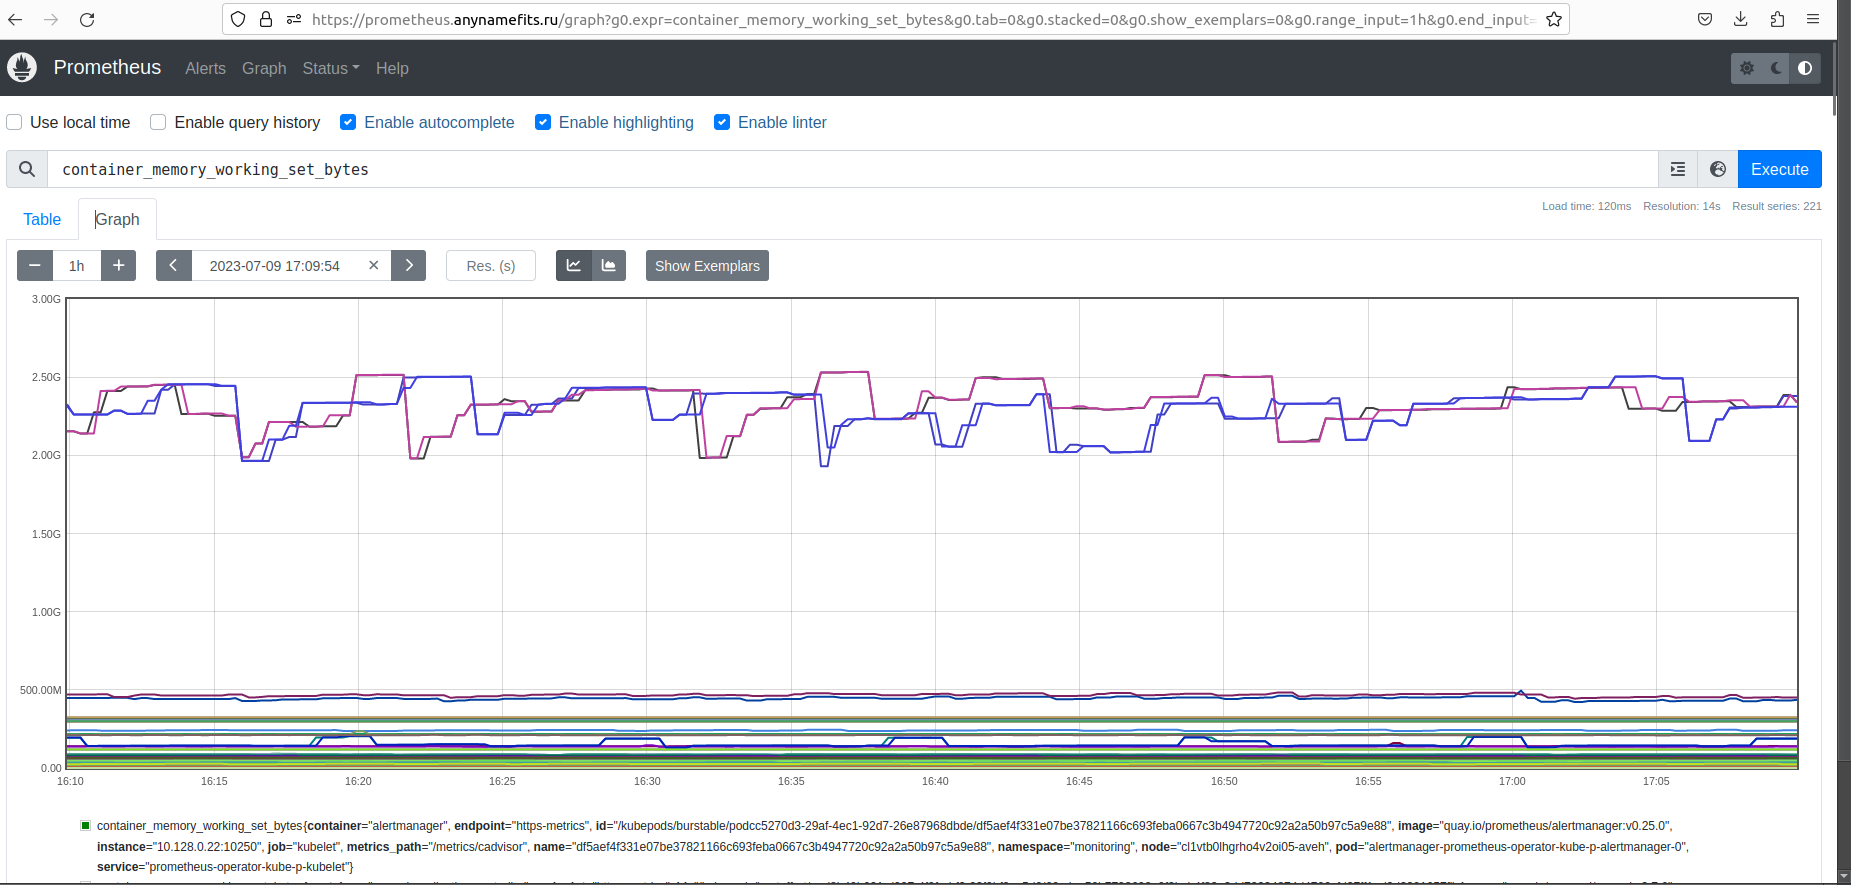 https://prometheus.anynamefits.ru/graph?g0.expr=container_memory_working_set_bytes&g0.tab=0&g0.stacked=0&g0.show_exemplars=0&g0.range_input=1h&g0.end_input=
Prometheus Alerts Graph Status Help
Use local time Enable query history Enable autocomplete Enable highlighting Enable linter
container_memory_working_set_bytes Execute
Load time: 120ms Resolution: 14s Result series: 221
Table Graph
− 1h + 2023-07-09 17:09:54 × Res. (s) Show Exemplars
3.00G
2.50G
2.00G
1.50G
1.00G
500.00M
0.00
16:10 16:15 16:20 16:25 16:30 16:35 16:40 16:45 16:50 16:55 17:00 17:05
container_memory_working_set_bytes{container="alertmanager", endpoint="https-metrics", id="/kubepods/burstable/podcc5270d3-29af-4ec1-92d7-26e87968dbde/df5aef4f331e07be37821166c693feba0667c3b4947720c92a2a50b97c5a9e88", image="quay.io/prometheus/alertmanager:v0.25.0",
instance="10.128.0.22:10250", job="kubelet", metrics_path="/metrics/cadvisor", name="df5aef4f331e07be37821166c693feba0667c3b4947720c92a2a50b97c5a9e88", namespace="monitoring", node="cl1vtb0lhgrho4v2oi05-aveh", pod="alertmanager-prometheus-operator-kube-p-alertmanager-0",
service="prometheus-operator-kube-p-kubelet"}